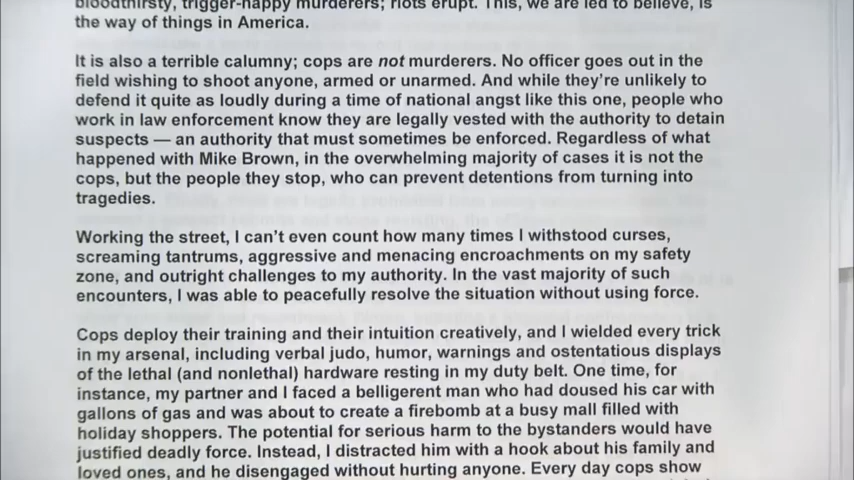 bloodthirsty, trigger-happy murderers; riots erupt. This, we are led to believe, is
the way of things in America.
It is also a terrible calumny; cops are not murderers. No officer goes out in the
field wishing to shoot anyone, armed or unarmed. And while they're unlikely to
defend it quite as loudly during a time of national angst like this one, people who
work in law enforcement know they are legally vested with the authority to detain
suspects — an authority that must sometimes be enforced. Regardless of what
happened with Mike Brown, in the overwhelming majority of cases it is not the
cops, but the people they stop, who can prevent detentions from turning into
tragedies.
Working the street, I can't even count how many times I withstood curses,
screaming tantrums, aggressive and menacing encroachments on my safety
zone, and outright challenges to my authority. In the vast majority of such
encounters, I was able to peacefully resolve the situation without using force.
Cops deploy their training and their intuition creatively, and I wielded every trick
in my arsenal, including verbal judo, humor, warnings and ostentatious displays
of the lethal (and nonlethal) hardware resting in my duty belt. One time, for
instance, my partner and I faced a belligerent man who had doused his car with
gallons of gas and was about to create a firebomb at a busy mall filled with
holiday shoppers. The potential for serious harm to the bystanders would have
justified deadly force. Instead, I distracted him with a hook about his family and
loved ones, and he disengaged without hurting anyone. Every day cops show